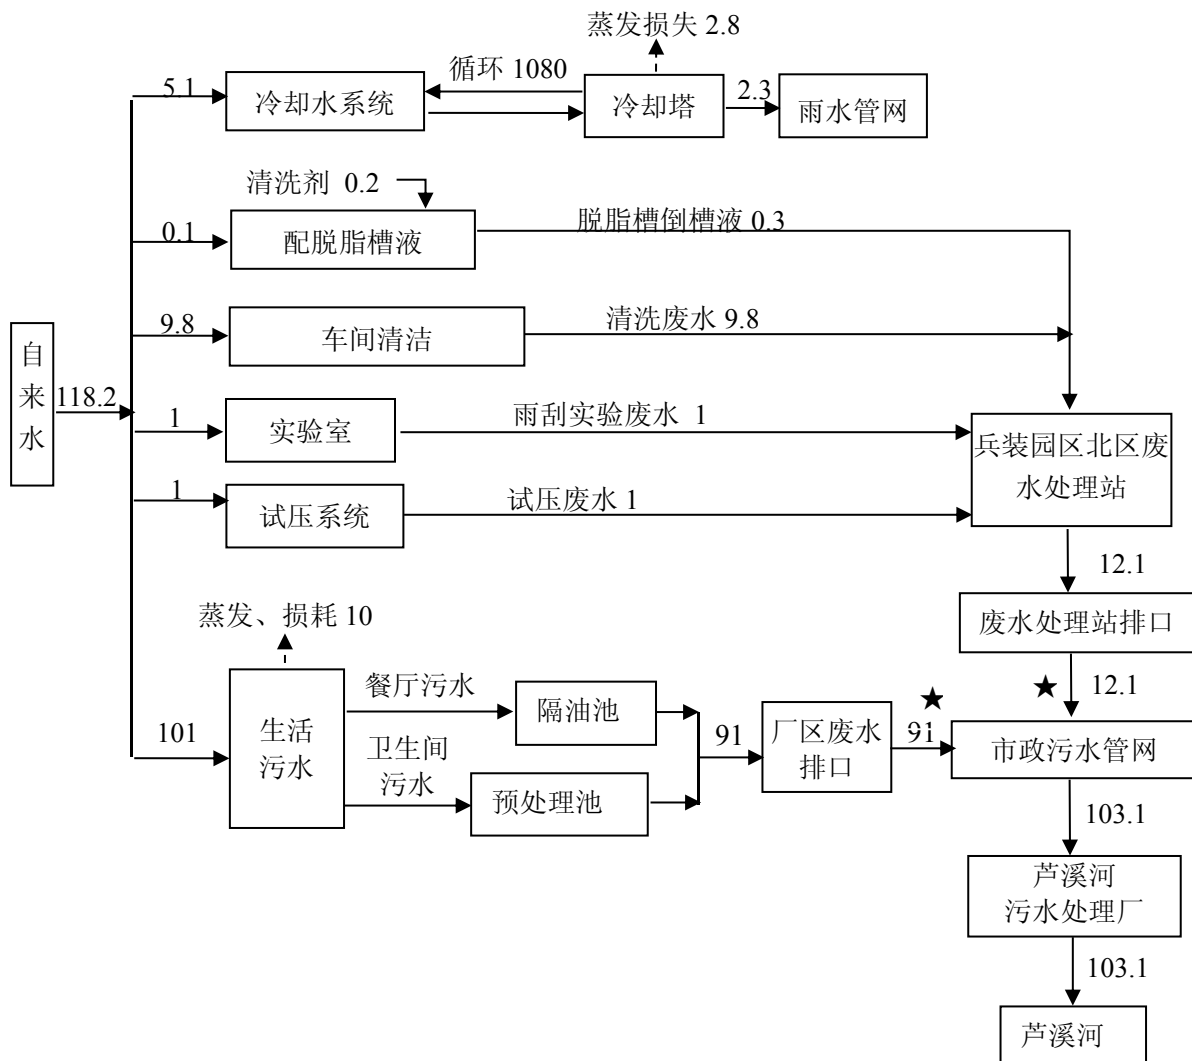 蒸发损失 2.8
循环 1080
5.1
冷却水系统
冷却塔
2.3
雨水管网
清洗剂 0.2
0.1
配脱脂槽液
脱脂槽倒槽液 0.3
9.8
车间清洁
清洗废水 9.8
自
来
水
118.2
1
实验室
雨刮实验废水 1
兵装园区北区废
水处理站
1
试压系统
试压废水 1
12.1
废水处理站排口
蒸发、损耗 10
★
12.1
101
生活
污水
餐厅污水
隔油池
卫生间
污水
预处理池
91
厂区废水
排口
★
91
市政污水管网
103.1
芦溪河
污水处理厂
103.1
芦溪河